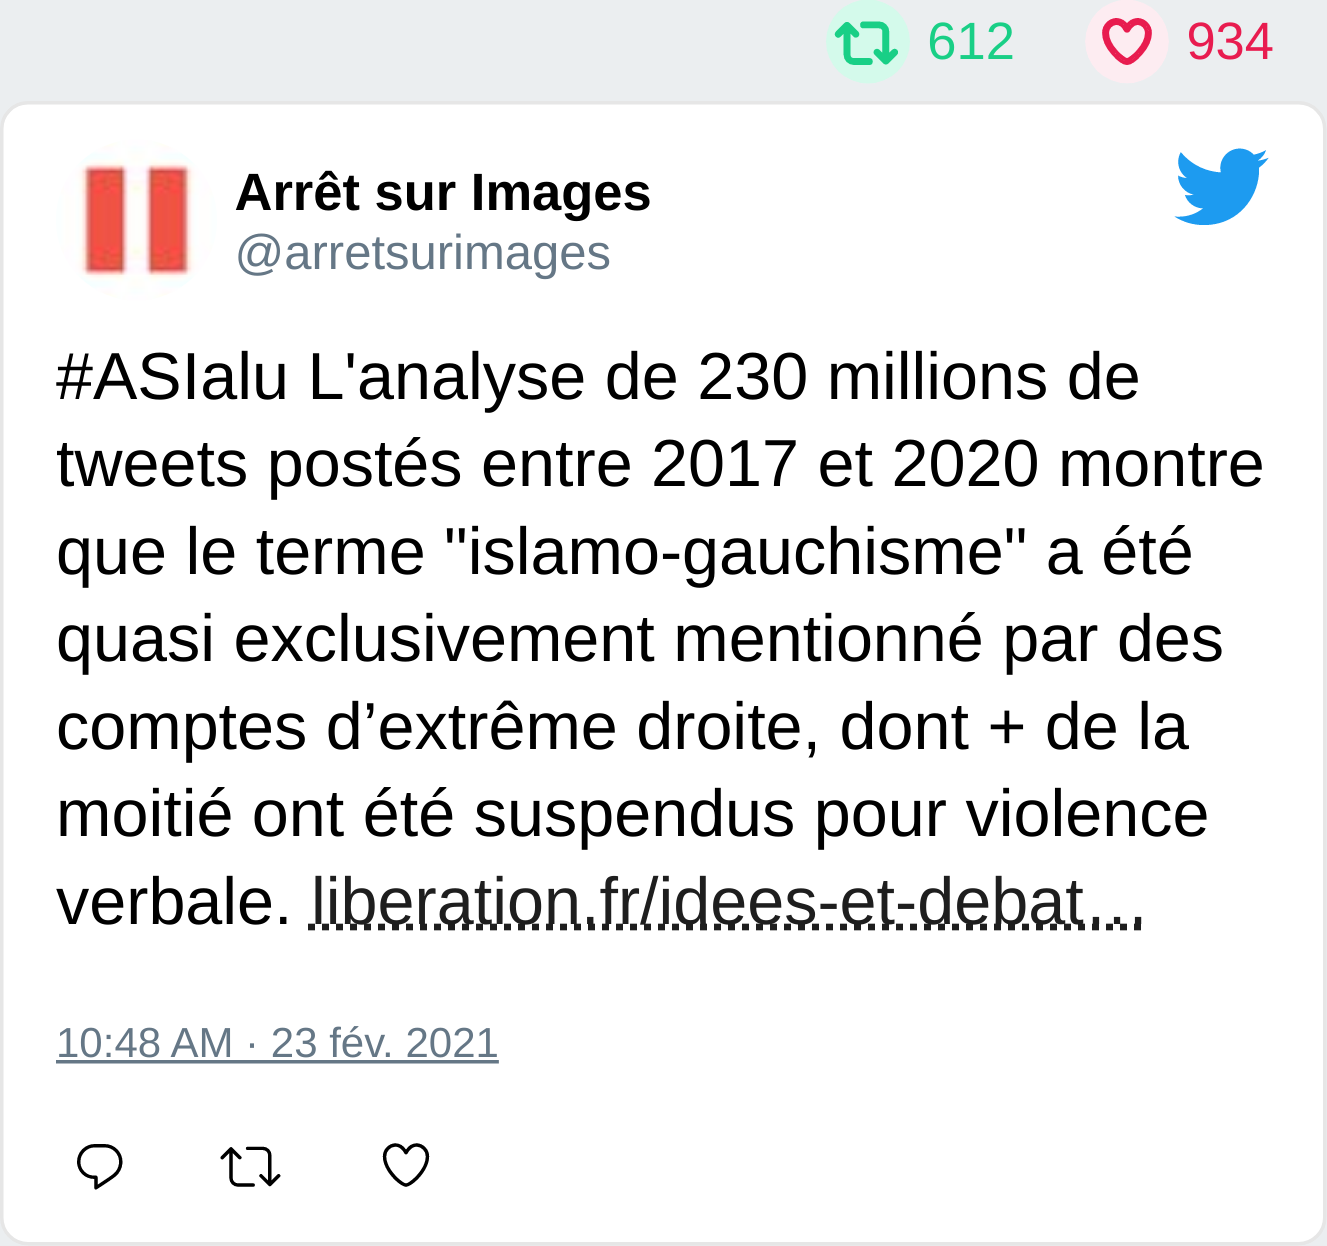 612 934
Arrêt sur Images
@arretsurimages
#ASIalu L'analyse de 230 millions de
tweets postés entre 2017 et 2020 montre
que le terme "islamo-gauchisme" a été
quasi exclusivement mentionné par des
comptes d’extrême droite, dont + de la
moitié ont été suspendus pour violence
verbale. liberation.fr/idees-et-debat…
10:48 AM · 23 fév. 2021